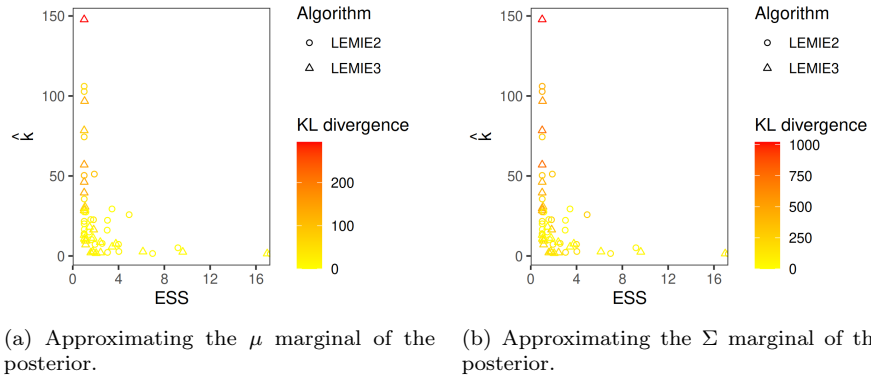 150
100
50
0
^
k
0
4
8
12
16
ESS
Algorithm
LEMIE2
LEMIE3
KL divergence
200
100
0
(a) Approximating the μ marginal of the
posterior.
150
100
50
0
^
k
0
4
8
12
16
ESS
Algorithm
LEMIE2
LEMIE3
KL divergence
1000
750
500
250
0
(b) Approximating the Σ marginal of th
posterior.